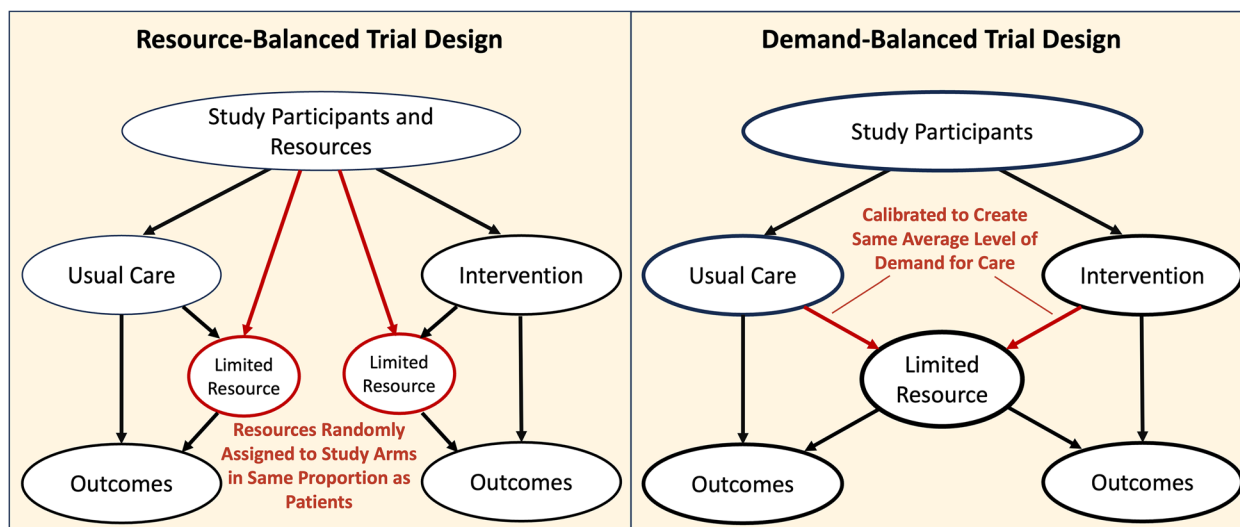 Resource-Balanced Trial Design
Study Participants and
Resources
Usual Care
Intervention
Limited
Resource
Limited
Resource
Resources Randomly
Assigned to Study Arms
in Same Proportion as
Patients
Outcomes
Outcomes
Demand-Balanced Trial Design
Study Participants
Calibrated to Create
Same Average Level of
Demand for Care
Usual Care
Intervention
Limited
Resource
Outcomes
Outcomes